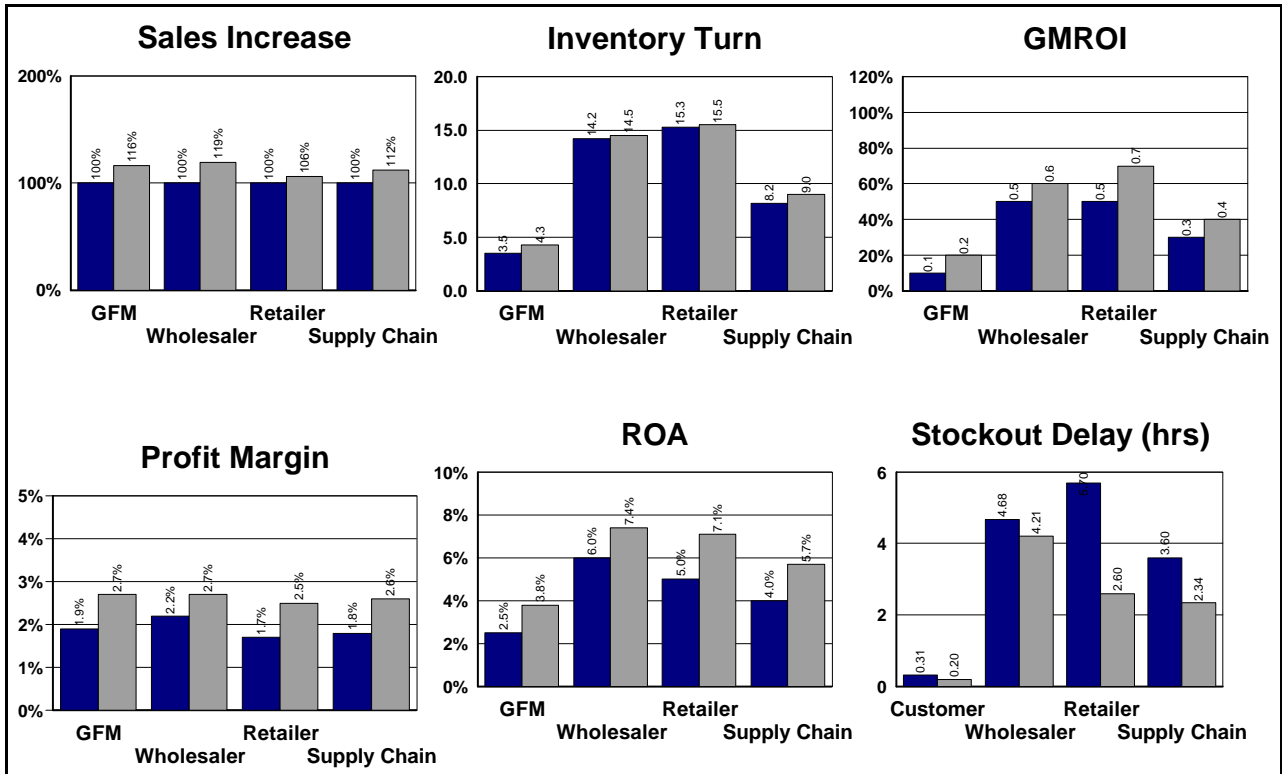 Sales Increase
200%
100%
0%
100%
116%
100%
119%
100%
106%
100%
112%
GFM
Wholesaler
Retailer
Supply Chain
Inventory Turn
20.0
15.0
10.0
5.0
0.0
3.5
4.3
14.2
14.5
15.3
15.5
8.2
9.0
GFM
Wholesaler
Retailer
Supply Chain
GMROI
120%
100%
80%
60%
40%
20%
0%
0.1
0.2
0.5
0.6
0.5
0.7
0.3
0.4
GFM
Wholesaler
Retailer
Supply Chain
Profit Margin
5%
4%
3%
2%
1%
0%
1.9%
2.7%
2.2%
2.7%
1.7%
2.5%
1.8%
2.6%
GFM
Wholesaler
Retailer
Supply Chain
ROA
10%
8%
6%
4%
2%
0%
2.5%
3.8%
6.0%
7.4%
5.0%
7.1%
4.0%
5.7%
GFM
Wholesaler
Retailer
Supply Chain
Stockout Delay (hrs)
6
4
2
0
0.31
0.20
4.68
4.21
5.70
2.60
3.60
2.34
Customer
Wholesaler
Retailer
Supply Chain